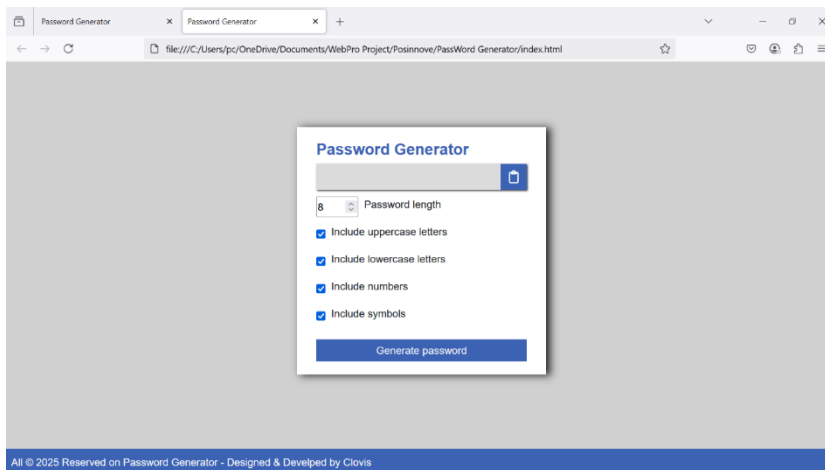 Password Generator
Password Generator
file:///C:/Users/pc/OneDrive/Documents/WebPro Project/Posinnove/PassWord Generator/index.html
Password Generator
8 Password length
Include uppercase letters
Include lowercase letters
Include numbers
Include symbols
Generate password
All © 2025 Reserved on Password Generator - Designed & Develped by Clovis